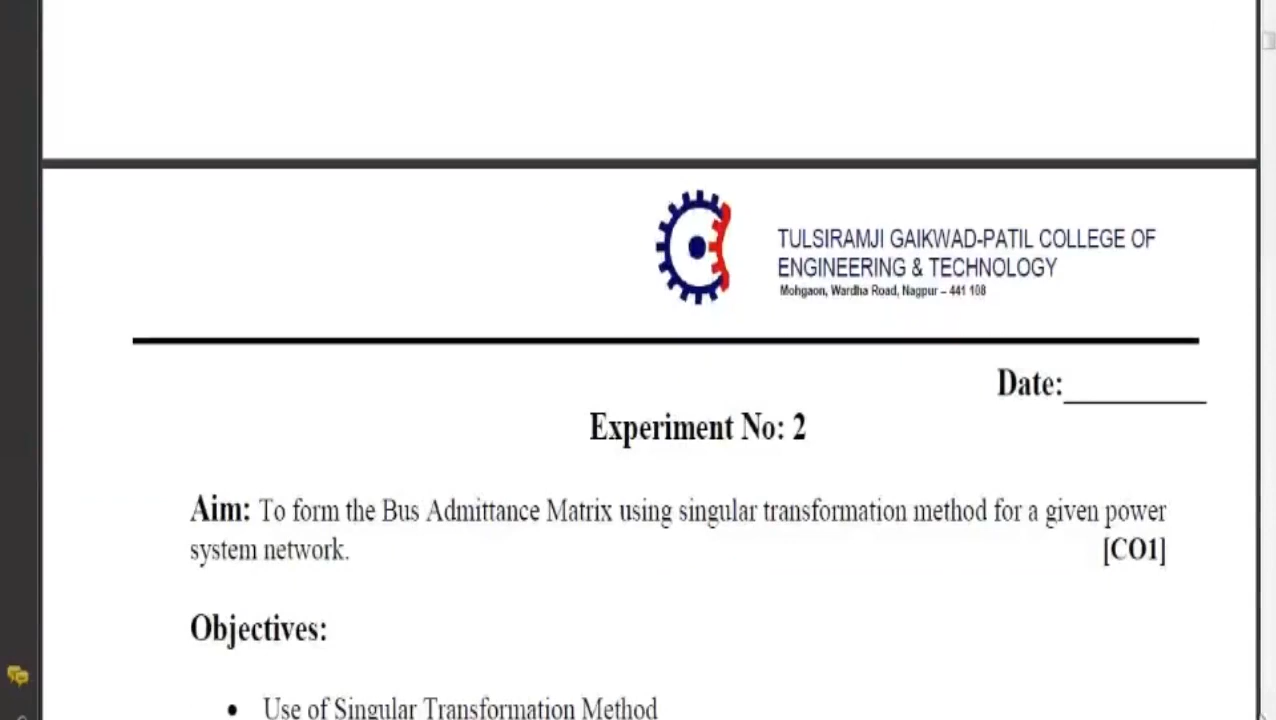 TULSIRAMJI GAIKWAD-PATIL COLLEGE OF
ENGINEERING & TECHNOLOGY
Mohgaon, Wardha Road, Nagpur – 441 108
Date:__________
Experiment No: 2
Aim: To form the Bus Admittance Matrix using singular transformation method for a given power
system network. [CO1]
Objectives:
• Use of Singular Transformation Method